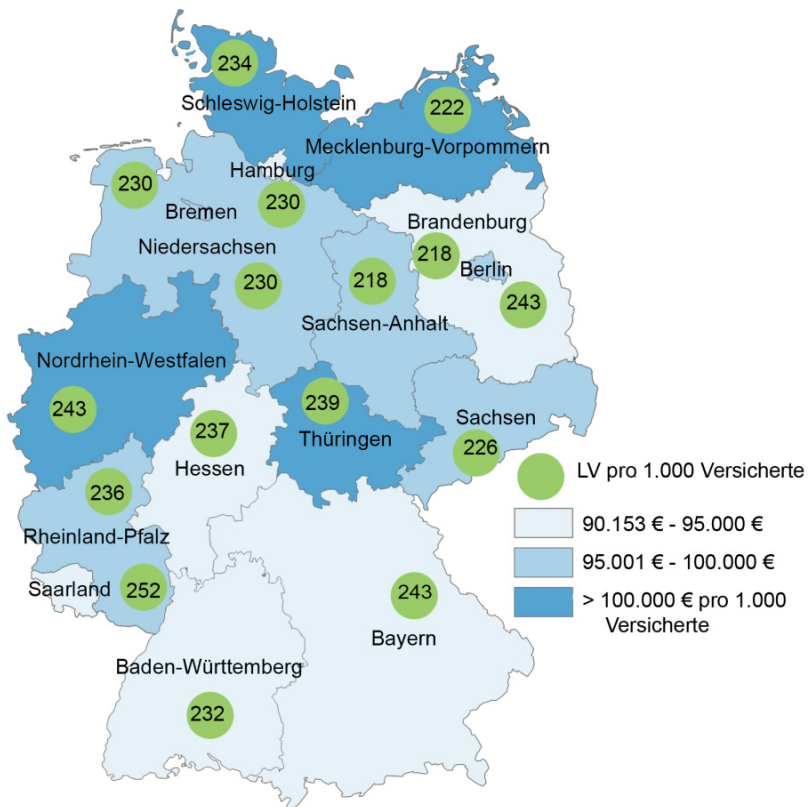 234
Schleswig-Holstein
222
Mecklenburg-Vorpommern
Hamburg
230
230
Bremen
Brandenburg
Niedersachsen
218
Berlin
230
218
243
Sachsen-Anhalt
Nordrhein-Westfalen
243
239
Thüringen
Sachsen
226
237
Hessen
236
Rheinland-Pfalz
Saarland
252
243
Bayern
Baden-Württemberg
232
LV pro 1.000 Versicherte
90.153 € - 95.000 €
95.001 € - 100.000 €
> 100.000 € pro 1.000
Versicherte